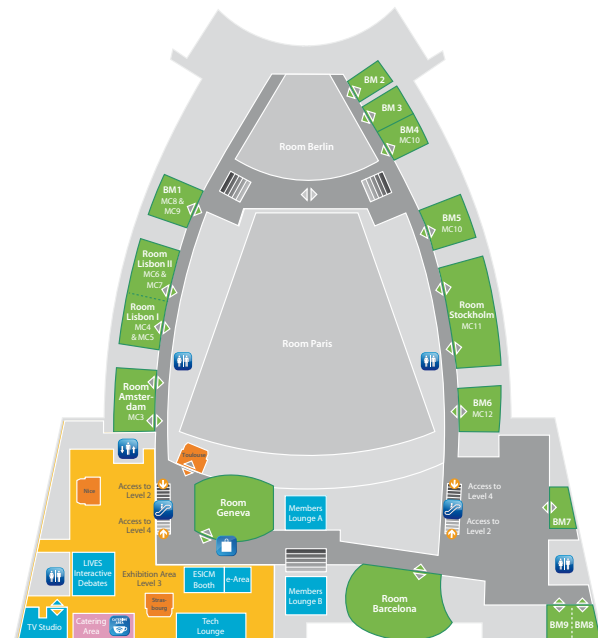 BM 2
BM 3
BM4
MC10
Room Berlin
BM1
MC8 &
MC9
BM5
MC10
Room
Lisbon II
MC6 &
MC7
Room
Lisbon I
MC4
& MC5
Room
Stockholm
MC11
Room Paris
Room
Amster-
dam
MC3
BM6
MC12
Toulouse
Nice
Access to
Level 2
Access to
Level 4
Room
Geneva
Members
Lounge A
Access to
Level 4
Access to
Level 2
BM7
LIVES
Interactive
Debates
Exhibition Area
Level 3
ESICM
Booth
e-Area
Members
Lounge B
Room
Barcelona
Stras-
bourg
TV Studio
Catering
Area
Tech
Lounge
BM9
BM8